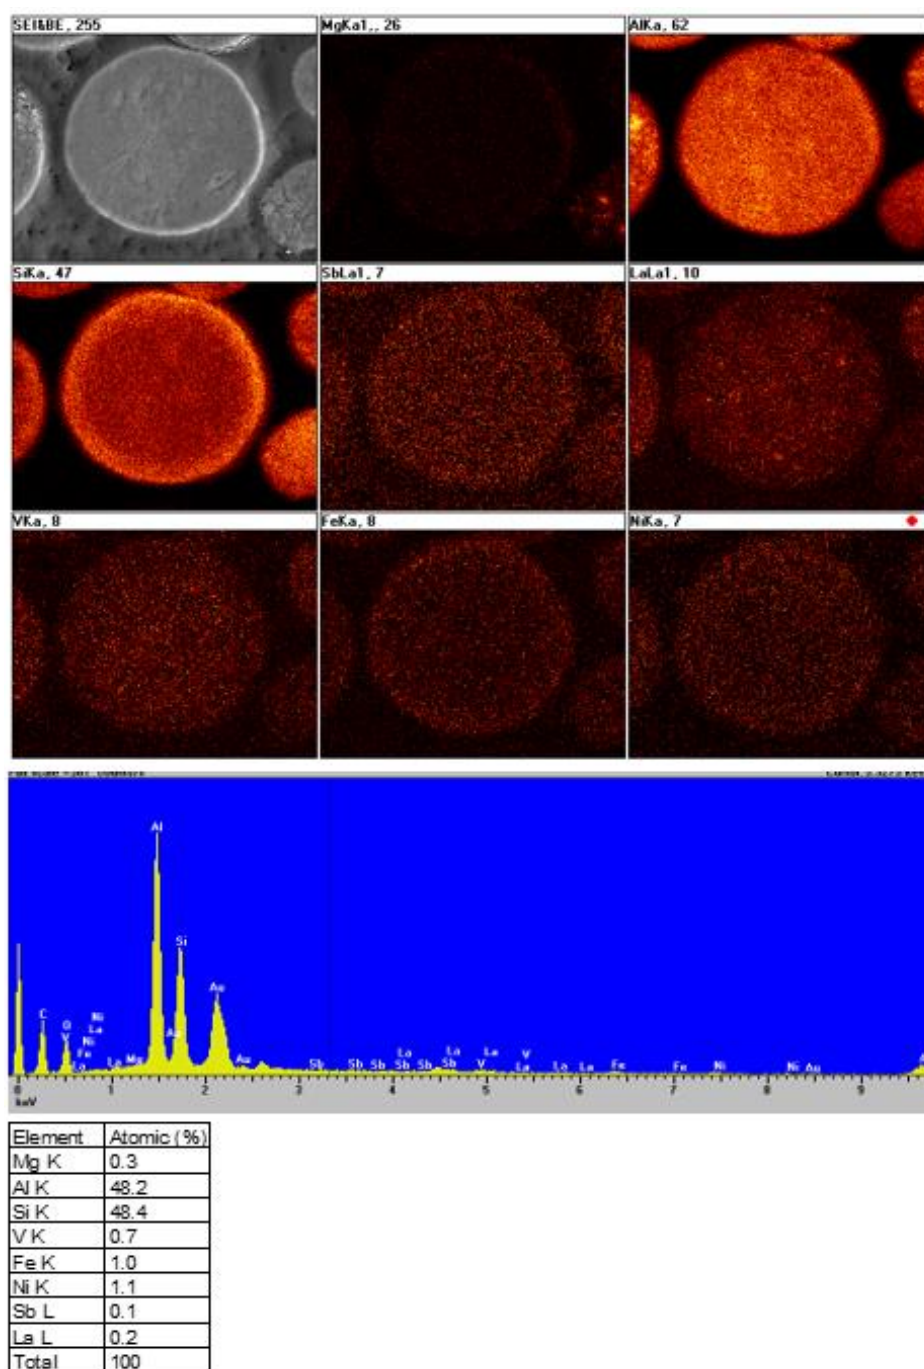 SEI&BE, 255
MgKa1,, 26
AlKa, 62
SiKa, 47
SbLa1, 7
LaLa1, 10
VKa, 8
FeKa, 8
NiKa, 7
Al
Si
Au
C
O
V
Ni
La
Ni
Fe
La
La
Mg
Au
Au
Sb
Sb
Sb
La
Sb
Sb
La
Sb
La
V
V
La
La
La
Fe
Fe
Ni
Ni
Au
0 1 2 3 4 5 6 7 8 9
keV
Element Atomic (%)
Mg K 0.3
Al K 48.2
Si K 48.4
V K 0.7
Fe K 1.0
Ni K 1.1
Sb L 0.1
La L 0.2
Total 100